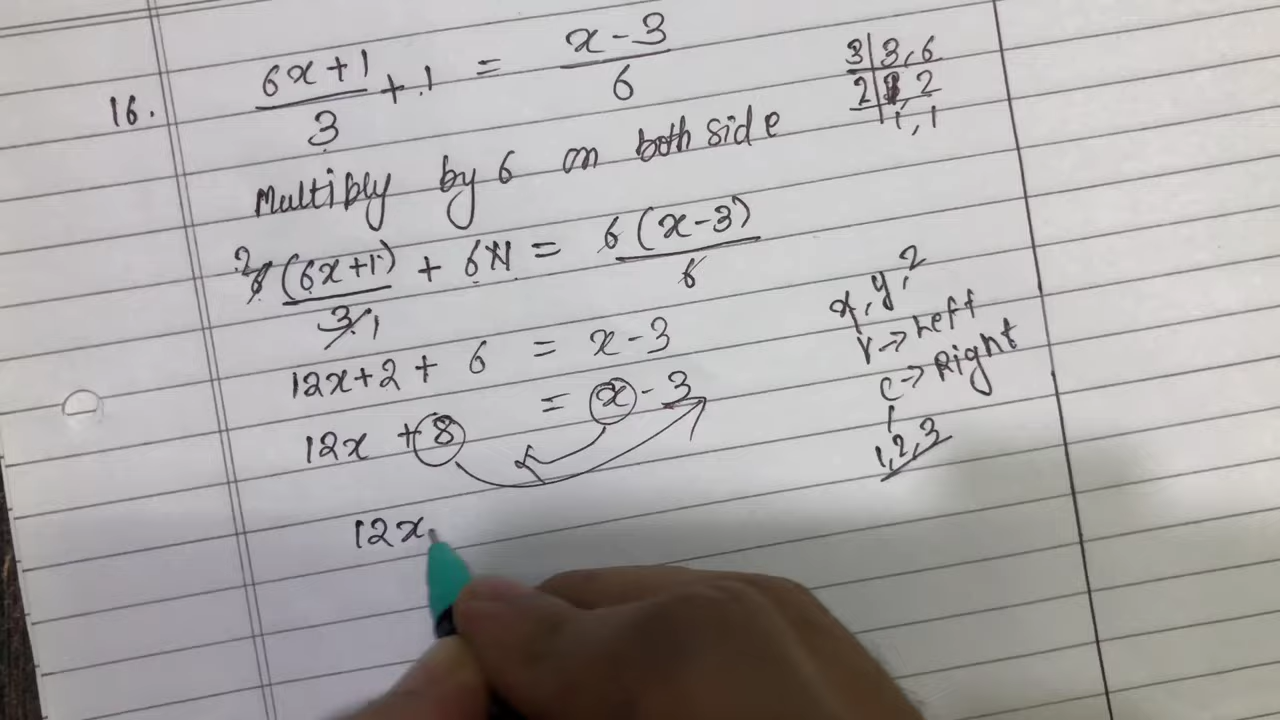 16. (6x+1)/3 + 1 = (x-3)/6
Multiply by 6 on both side
2 6(6x+1)/3 1 + 6×1 = 6(x-3)/6
12x+2 + 6 = x-3
12x + 8 = x - 3
12x
3 | 3, 6
2 | 1, 2
1, 1
x, y, z
V → Left
C → Right
1, 2, 3